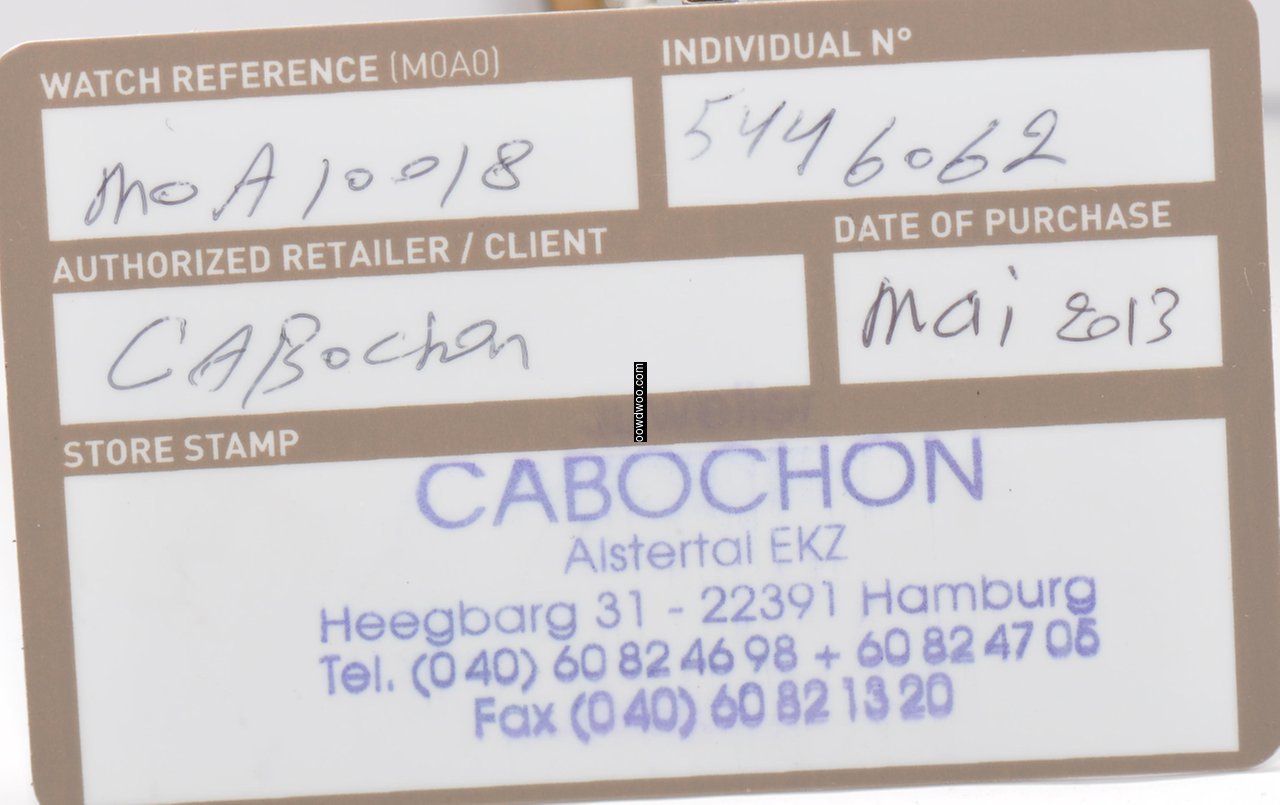 WATCH REFERENCE (M0A0)
MoA10018
INDIVIDUAL N°
5446062
AUTHORIZED RETAILER / CLIENT
CABochon
DATE OF PURCHASE
Mai 2013
STORE STAMP
CABOCHON
Alstertal EKZ
Heegbarg 31 - 22391 Hamburg
Tel. (040) 60 82 46 98 + 60 82 47 05
Fax (040) 60 82 13 20
oowdwoo.com